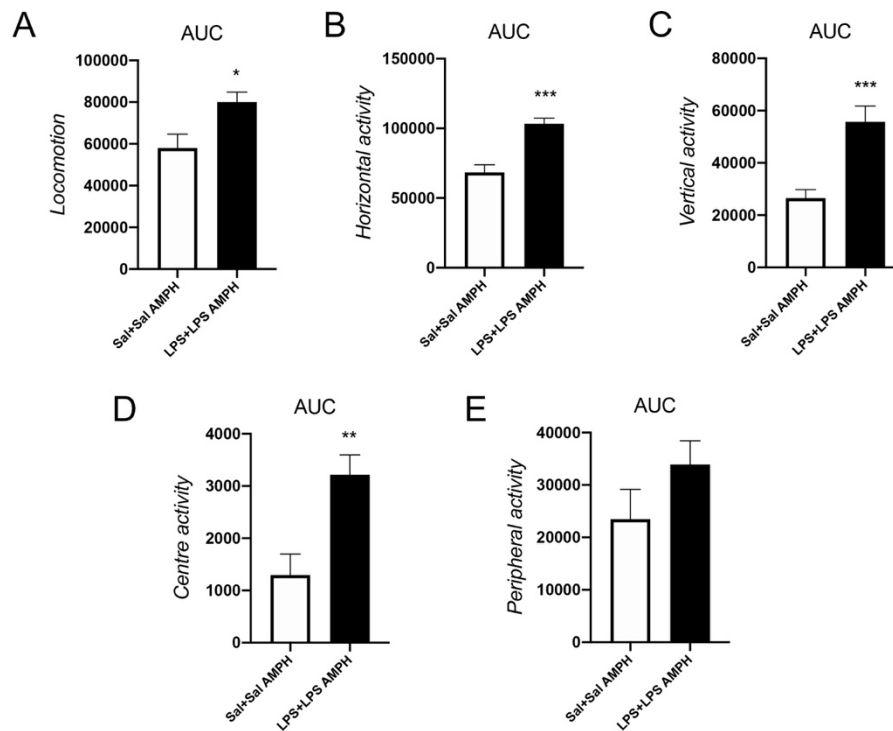 A
AUC
Locomotion
100000
80000
60000
40000
20000
0
*
Sal+Sal AMPH
LPS+LPS AMPH
B
AUC
Horizontal activity
150000
100000
50000
0
***
Sal+Sal AMPH
LPS+LPS AMPH
C
AUC
Vertical activity
80000
60000
40000
20000
0
***
Sal+Sal AMPH
LPS+LPS AMPH
D
AUC
Centre activity
4000
3000
2000
1000
0
**
Sal+Sal AMPH
LPS+LPS AMPH
E
AUC
Peripheral activity
40000
30000
20000
10000
0
Sal+Sal AMPH
LPS+LPS AMPH